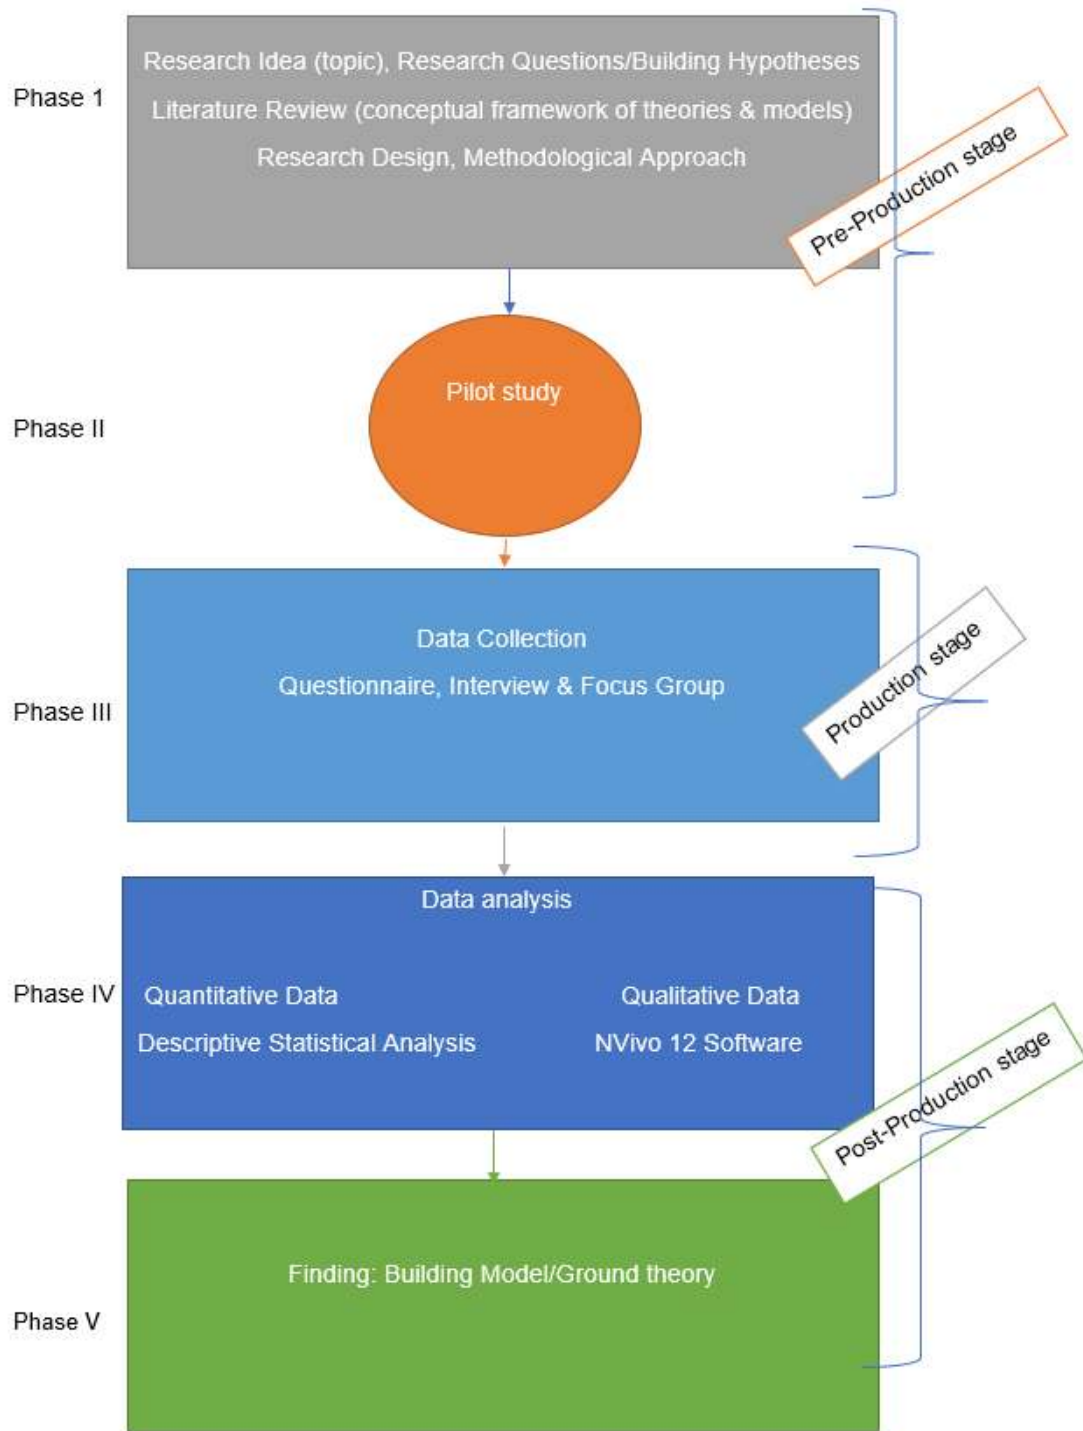 Phase 1
Research Idea (topic), Research Questions/Building Hypotheses
Literature Review (conceptual framework of theories & models)
Research Design, Methodological Approach
Pre-Production stage
Phase II
Pilot study
Phase III
Data Collection
Questionnaire, Interview & Focus Group
Production stage
Phase IV
Data analysis
Quantitative Data
Qualitative Data
Descriptive Statistical Analysis
NVivo 12 Software
Post-Production stage
Phase V
Finding: Building Model/Ground theory